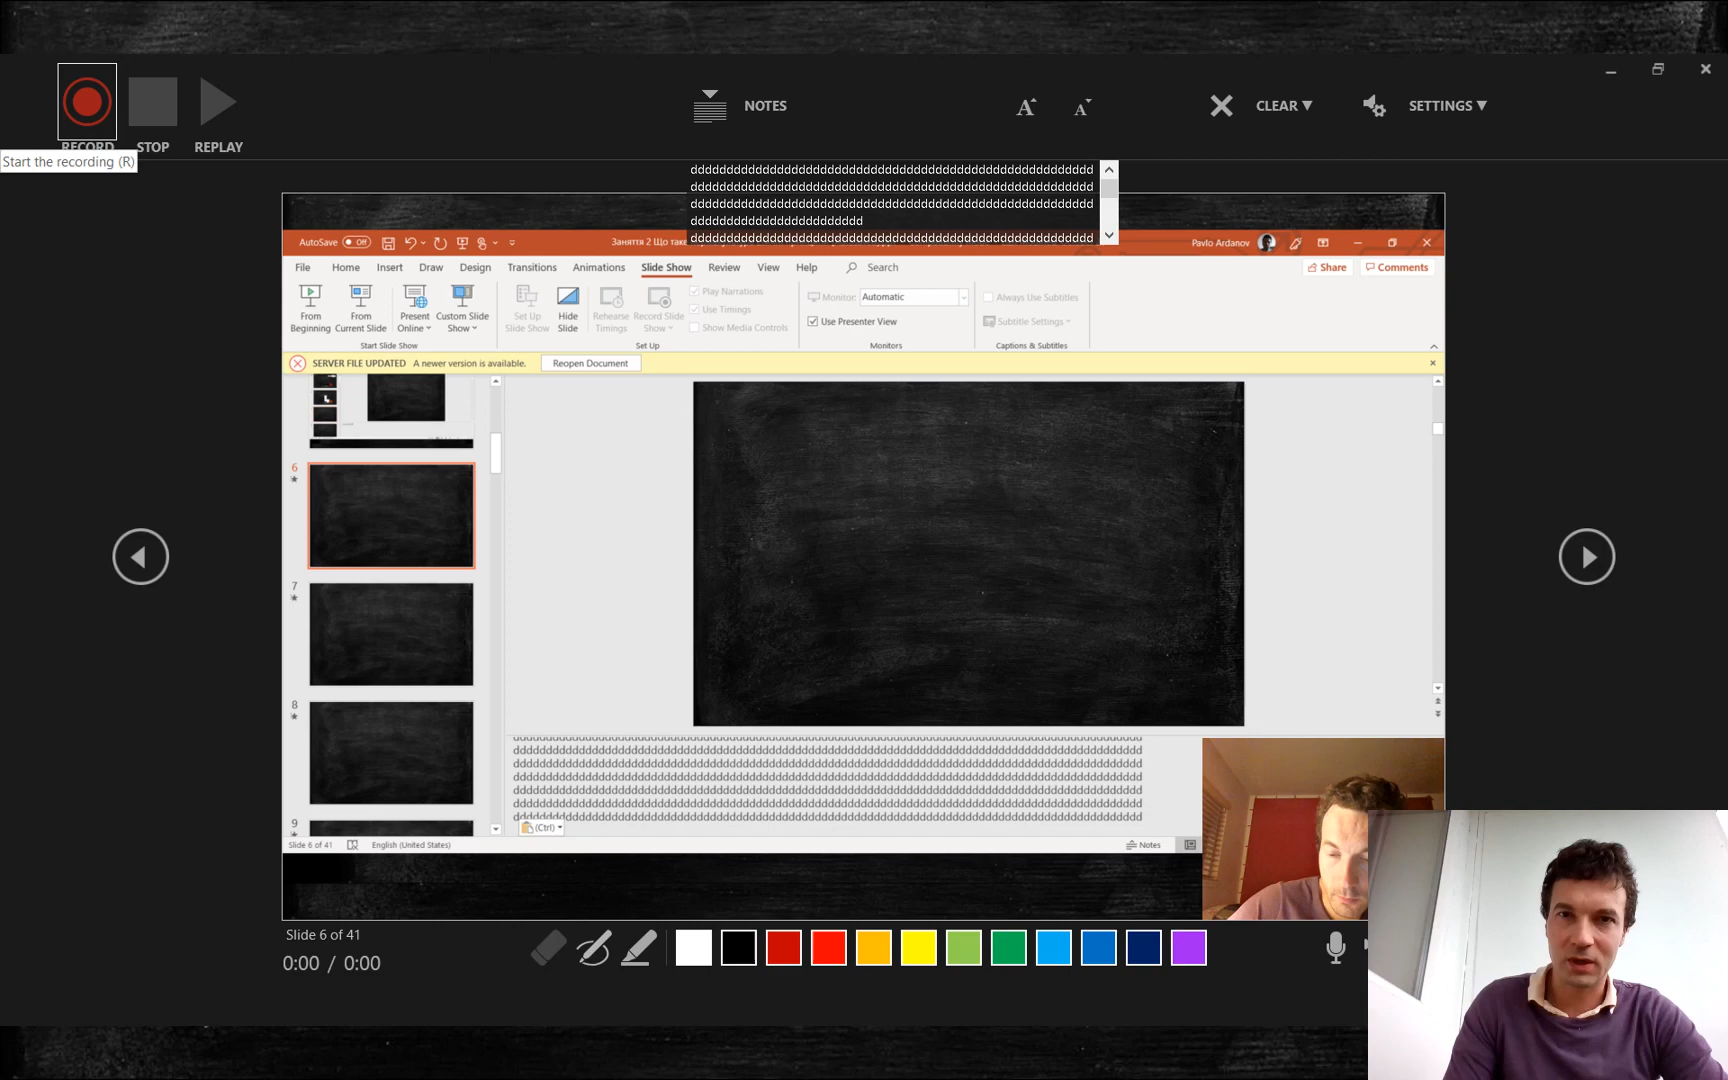 RECORD
STOP
REPLAY
Start the recording (R)
NOTES
A
A
CLEAR
SETTINGS
AutoSave Off
Заняття 2 Що таке
Pavlo Ardanov
File Home Insert Draw Design Transitions Animations Slide Show Review View Help Search
Share Comments
From Beginning
From Current Slide
Present Online
Custom Slide Show
Set Up Slide Show
Hide Slide
Rehearse Timings
Record Slide Show
Play Narrations
Use Timings
Show Media Controls
Monitor: Automatic
Use Presenter View
Always Use Subtitles
Subtitle Settings
Start Slide Show
Set Up
Monitors
Captions & Subtitles
SERVER FILE UPDATED A newer version is available. Reopen Document
6
7
8
9
(Ctrl)
Slide 6 of 41 English (United States)
Notes
Slide 6 of 41
0:00 / 0:00